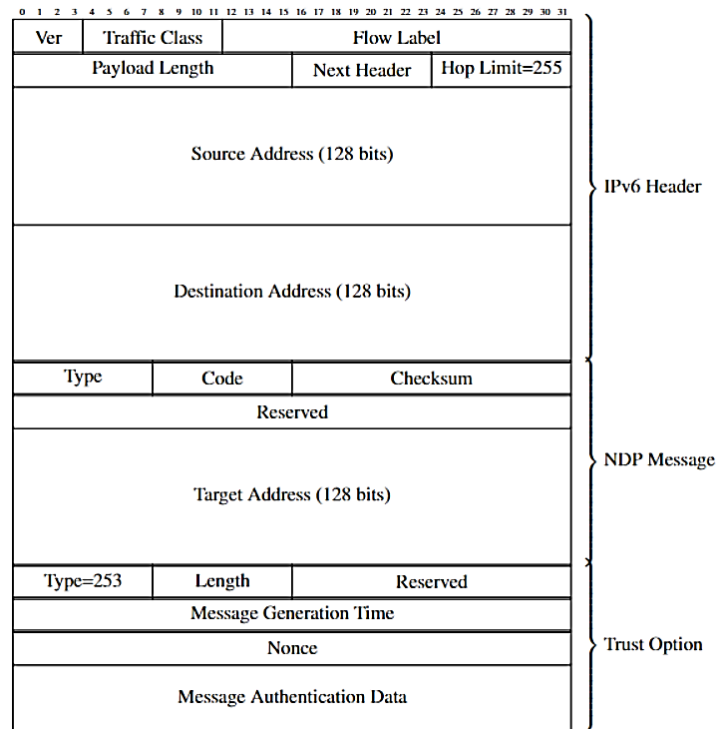 0 1 2 3 4 5 6 7 8 9 10 11 12 13 14 15 16 17 18 19 20 21 22 23 24 25 26 27 28 29 30 31
Ver Traffic Class Flow Label
Payload Length Next Header Hop Limit=255
Source Address (128 bits)
IPv6 Header
Destination Address (128 bits)
Type Code Checksum
Reserved
NDP Message
Target Address (128 bits)
Type=253 Length Reserved
Message Generation Time
Nonce
Trust Option
Message Authentication Data